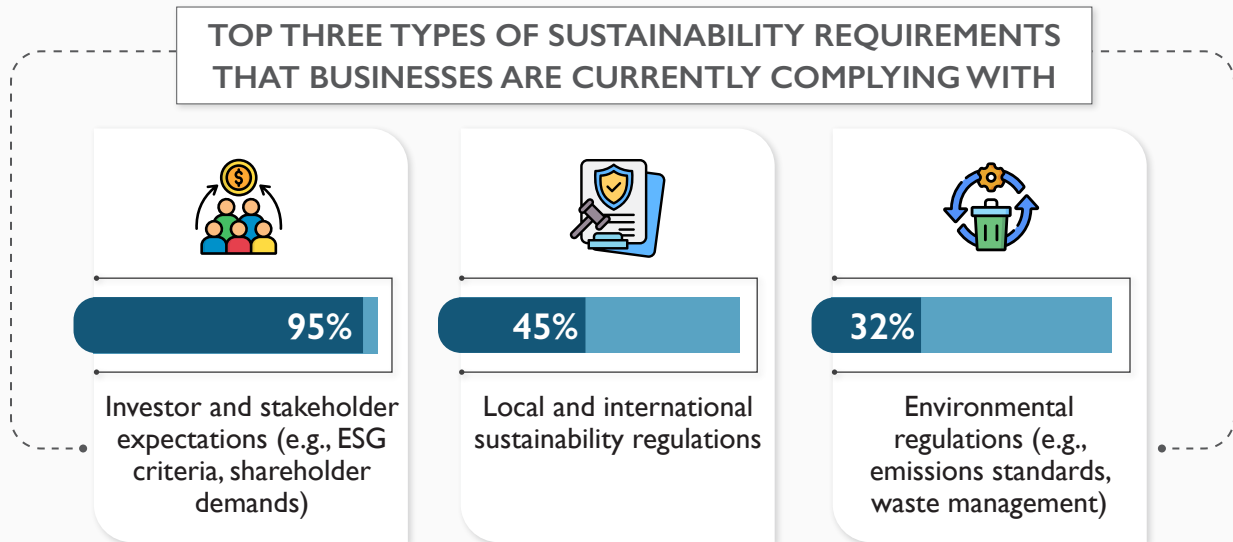 TOP THREE TYPES OF SUSTAINABILITY REQUIREMENTS
THAT BUSINESSES ARE CURRENTLY COMPLYING WITH
$
95%
Investor and stakeholder
expectations (e.g., ESG
criteria, shareholder
demands)
45%
Local and international
sustainability regulations
32%
Environmental
regulations (e.g.,
emissions standards,
waste management)